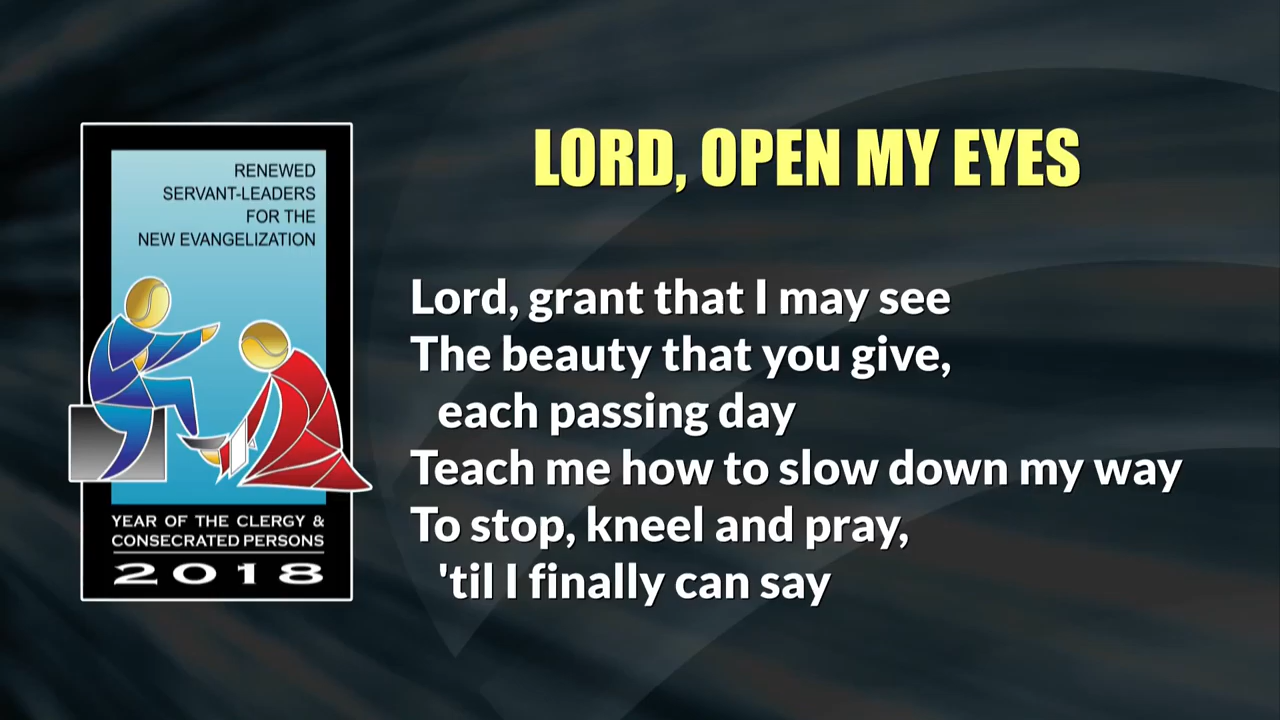 RENEWED
SERVANT-LEADERS
FOR THE
NEW EVANGELIZATION
YEAR OF THE CLERGY &
CONSECRATED PERSONS
2018
LORD, OPEN MY EYES
Lord, grant that I may see
The beauty that you give,
each passing day
Teach me how to slow down my way
To stop, kneel and pray,
'til I finally can say